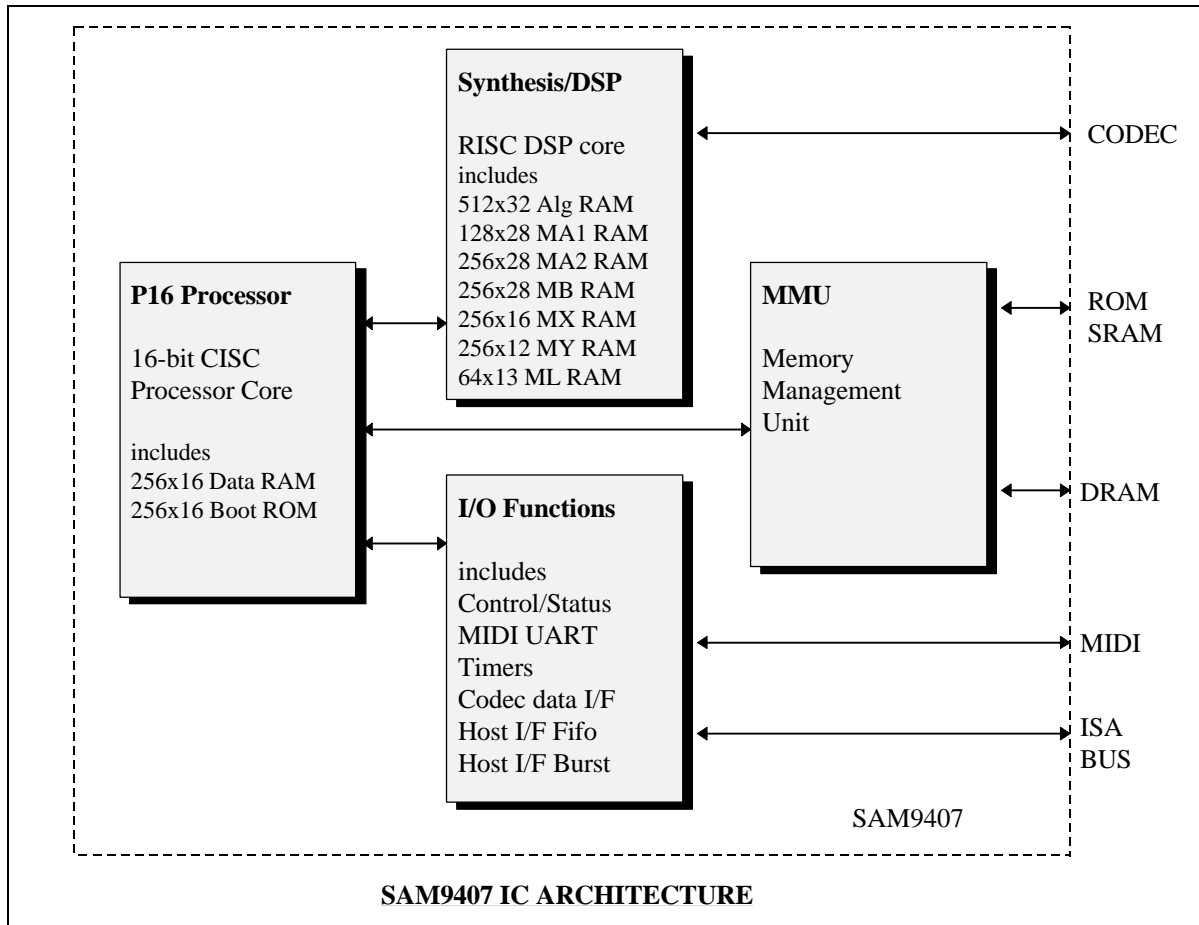 Synthesis/DSP
RISC DSP core
includes
512x32 Alg RAM
128x28 MA1 RAM
256x28 MA2 RAM
256x28 MB RAM
256x16 MX RAM
256x12 MY RAM
64x13 ML RAM
CODEC
P16 Processor
16-bit CISC
Processor Core
includes
256x16 Data RAM
256x16 Boot ROM
MMU
Memory
Management
Unit
ROM
SRAM
DRAM
I/O Functions
includes
Control/Status
MIDI UART
Timers
Codec data I/F
Host I/F Fifo
Host I/F Burst
MIDI
ISA
BUS
SAM9407
SAM9407 IC ARCHITECTURE